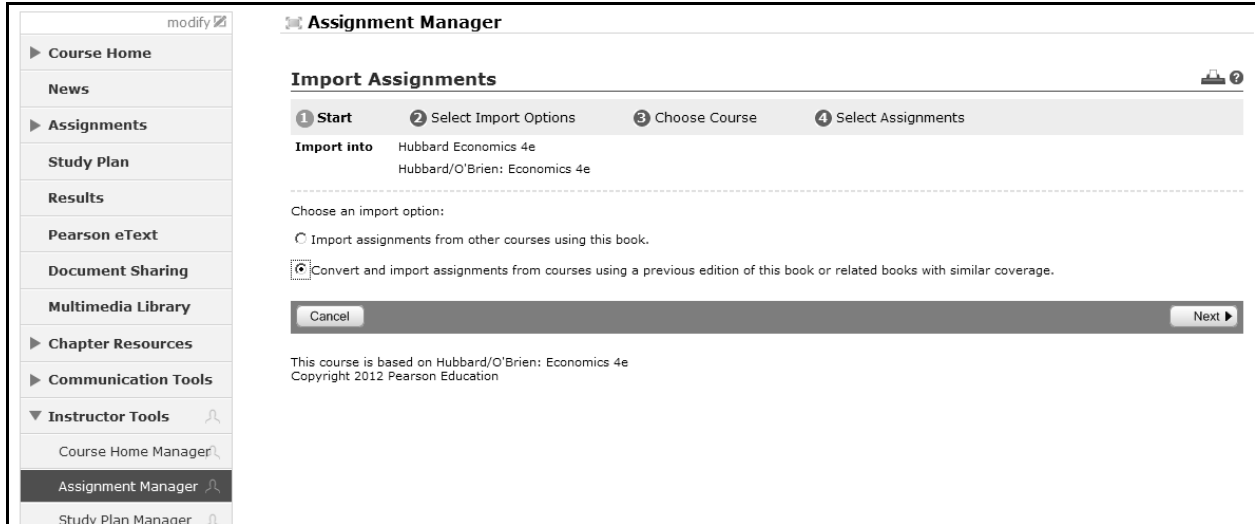 modify
Course Home
News
Assignments
Study Plan
Results
Pearson eText
Document Sharing
Multimedia Library
Chapter Resources
Communication Tools
Instructor Tools
Course Home Manager
Assignment Manager
Study Plan Manager
Assignment Manager
Import Assignments
1 Start 2 Select Import Options 3 Choose Course 4 Select Assignments
Import into Hubbard Economics 4e
Hubbard/O'Brien: Economics 4e
Choose an import option:
Import assignments from other courses using this book.
Convert and import assignments from courses using a previous edition of this book or related books with similar coverage.
Cancel Next
This course is based on Hubbard/O'Brien: Economics 4e
Copyright 2012 Pearson Education